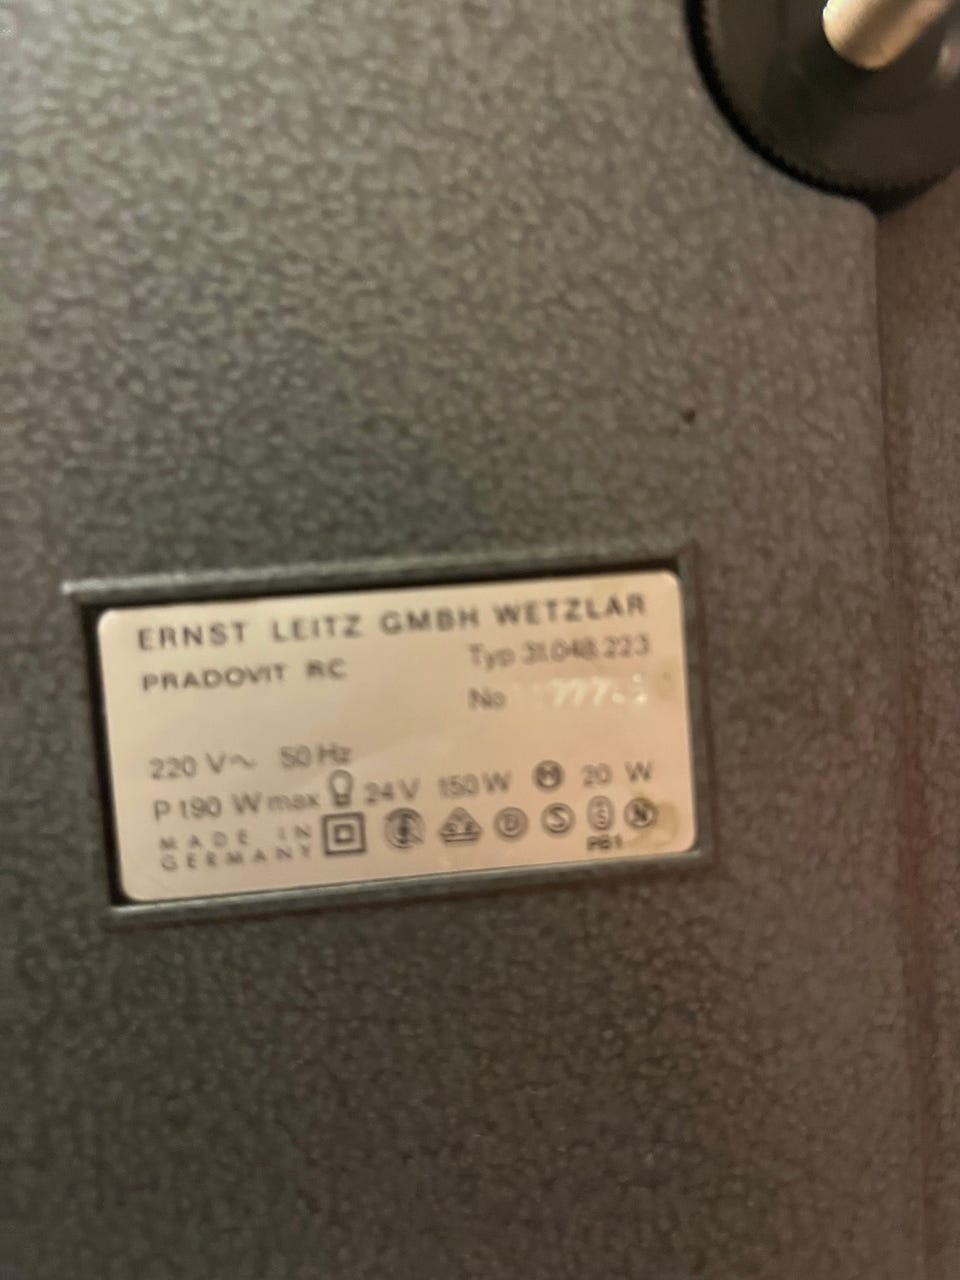 ERNST LEITZ GMBH WETZLAR
PRADOVIT RC Typ 31.048.223
No
220 V~ 50 Hz
P 190 W max 24 V 150 W M 20 W
MADE IN
GERMANY D S
PB1